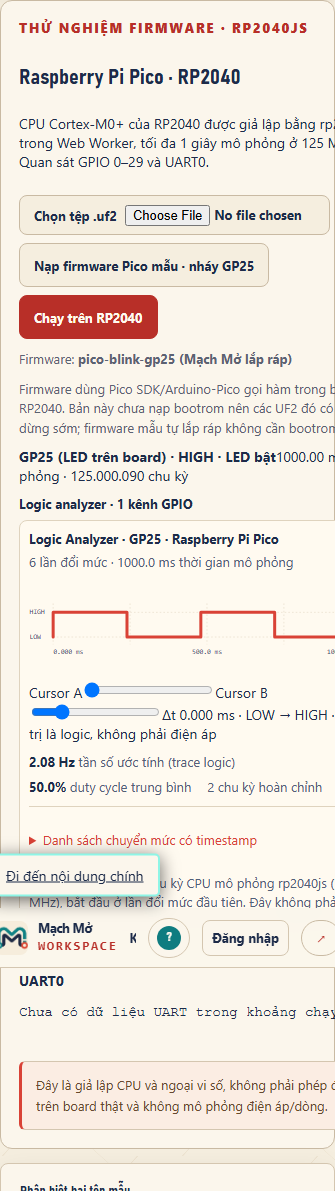 THỬ NGHIỆM FIRMWARE · RP2040JS
Raspberry Pi Pico · RP2040
CPU Cortex-M0+ của RP2040 được giả lập bằng
trong Web Worker, tối đa 1 giây mô phỏng ở 125
Quan sát GPIO 0–29 và UART0.
Chọn tệp .uf2 Choose File No file chosen
Nạp firmware Pico mẫu · nháy GP25
Chạy trên RP2040
Firmware: pico-blink-gp25 (Mạch Mở lắp ráp)
Firmware dùng Pico SDK/Arduino-Pico gọi hàm trong
RP2040. Bản này chưa nạp bootrom nên các UF2 đó có
dừng sớm; firmware mẫu tự lắp ráp không cần bootrom
GP25 (LED trên board) · HIGH · LED bật1000.00
phỏng · 125.000.090 chu kỳ
Logic analyzer · 1 kênh GPIO
Logic Analyzer · GP25 · Raspberry Pi Pico
6 lần đổi mức · 1000.0 ms thời gian mô phỏng
HIGH
LOW
0.000 ms 500.0 ms
Cursor A Cursor B
Δt 0.000 ms · LOW → HIGH ·
trị là logic, không phải điện áp
2.08 Hz tần số ước tính (trace logic)
50.0% duty cycle trung bình 2 chu kỳ hoàn chỉnh
▶ Danh sách chuyển mức có timestamp
Đi đến nội dung chính
kỳ CPU mô phỏng rp2040js (
MHz), bắt đầu ở lần đổi mức đầu tiên. Đây không phải
Mạch Mở
WORKSPACE
? Đăng nhập ↗
UART0
Chưa có dữ liệu UART trong khoảng chạy
Đây là giả lập CPU và ngoại vi số, không phải phép
trên board thật và không mô phỏng điện áp/dòng.
Phân biệt hai tên mẫu